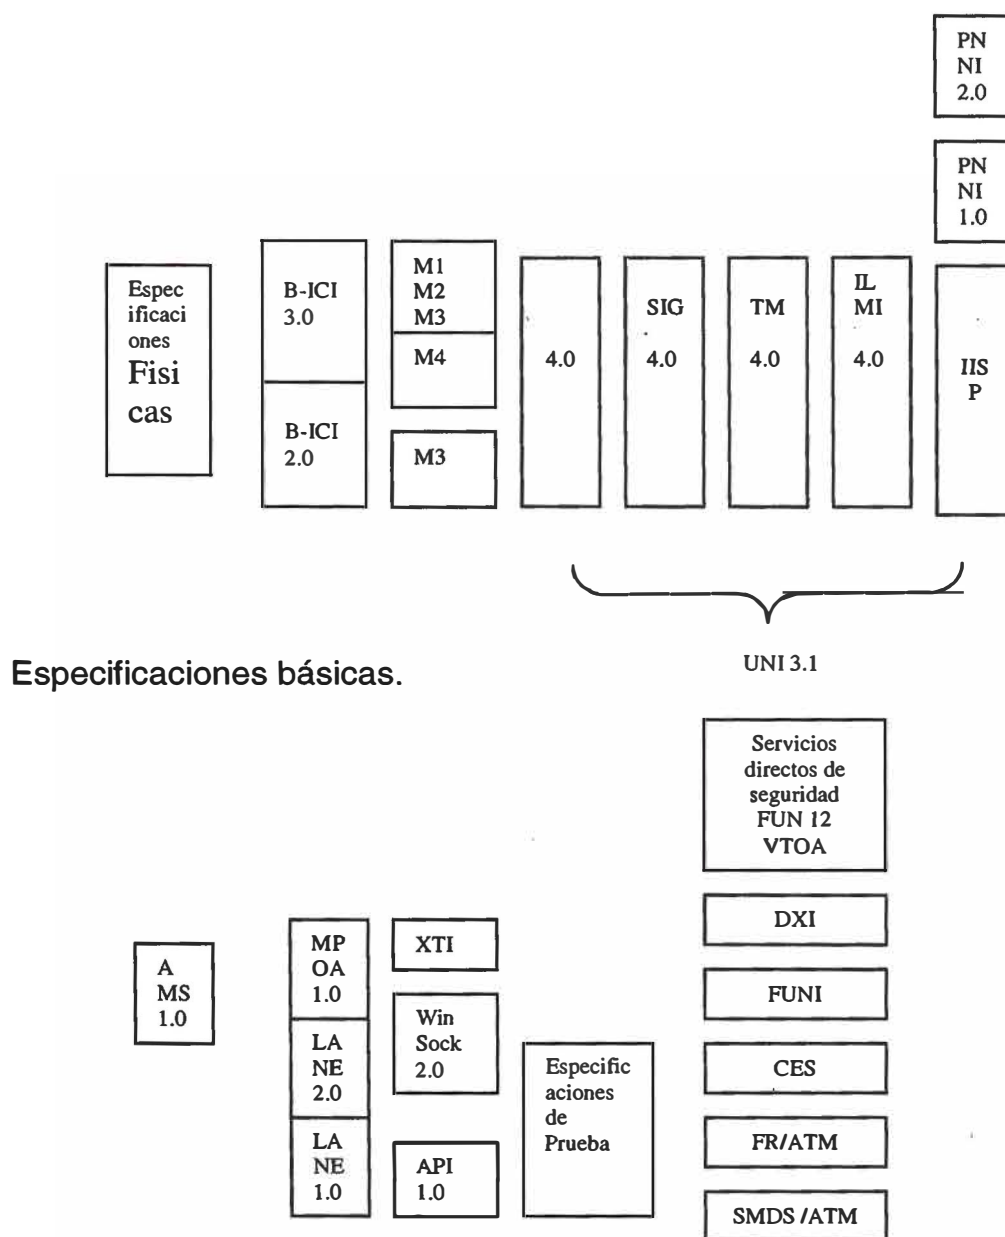 PN
NI
2.0
PN
NI
1.0
Espec
ificaci
ones
Fisi
cas
B-ICI
3.0
B-ICI
2.0
M1
M2
M3
M4
M3
4.0
SIG
4.0
TM
4.0
IL
MI
4.0
IIS
P
UNI 3.1
Especificaciones básicas.
Servicios
directos de
seguridad
FUN 12
VTOA
DXI
FUNI
CES
FR/ATM
SMDS /ATM
A
MS
1.0
MP
OA
1.0
LA
NE
2.0
LA
NE
1.0
XTI
Win
Sock
2.0
API
1.0
Especific
aciones
de
Prueba